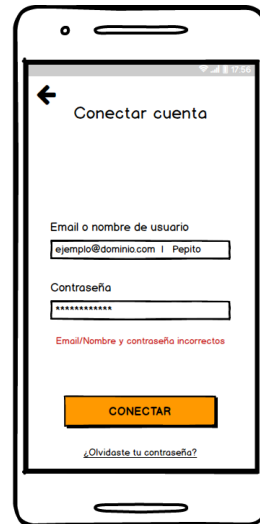 17:56
Conectar cuenta
Email o nombre de usuario
ejemplo@dominio.com | Pepito
Contraseña
************
Email/Nombre y contraseña incorrectos
CONECTAR
¿Olvidaste tu contraseña?